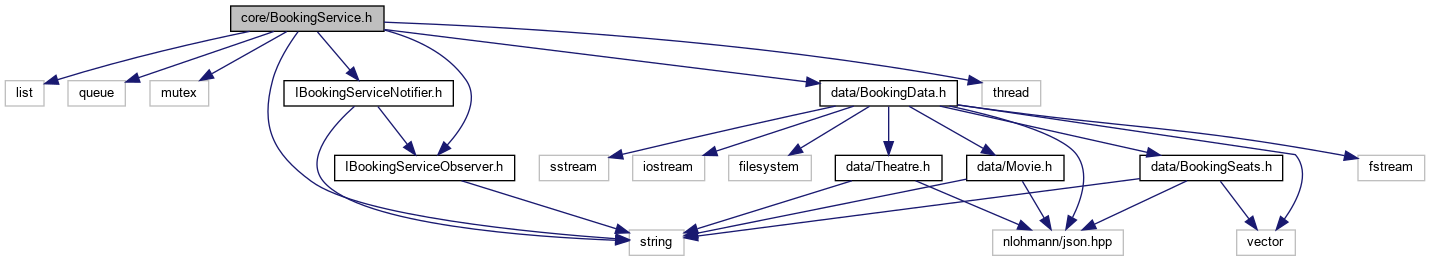 core/BookingService.h
list
queue
mutex
IBookingServiceNotifier.h
data/BookingData.h
thread
IBookingServiceObserver.h
sstream
iostream
filesystem
data/Theatre.h
data/Movie.h
data/BookingSeats.h
fstream
string
nlohmann/json.hpp
vector